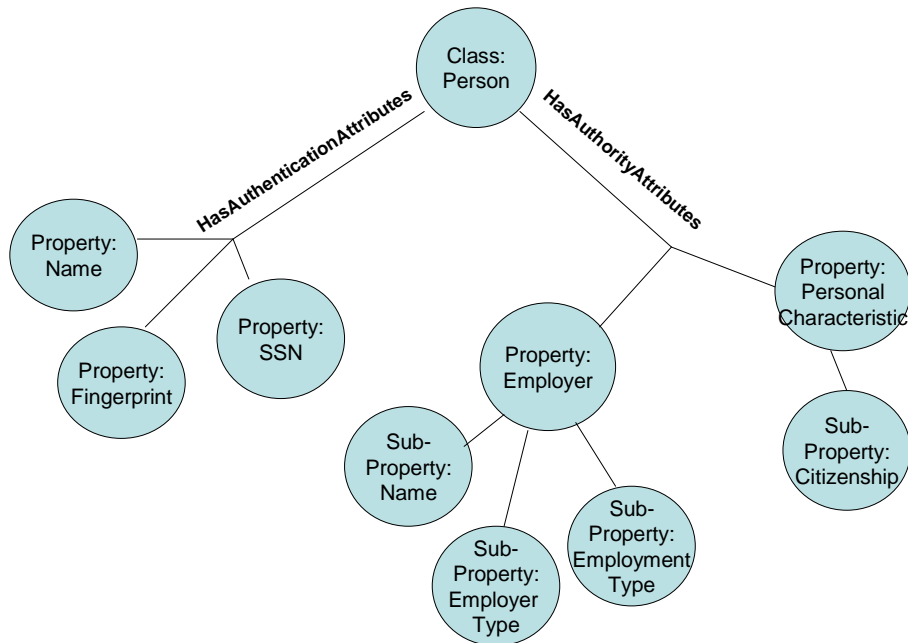 Class:
Person
HasAuthenticationAttributes
HasAuthorityAttributes
Property:
Name
Property:
Fingerprint
Property:
SSN
Property:
Employer
Property:
Personal
Characteristic
Sub-
Property:
Name
Sub-
Property:
Employer
Type
Sub-
Property:
Employment
Type
Sub-
Property:
Citizenship